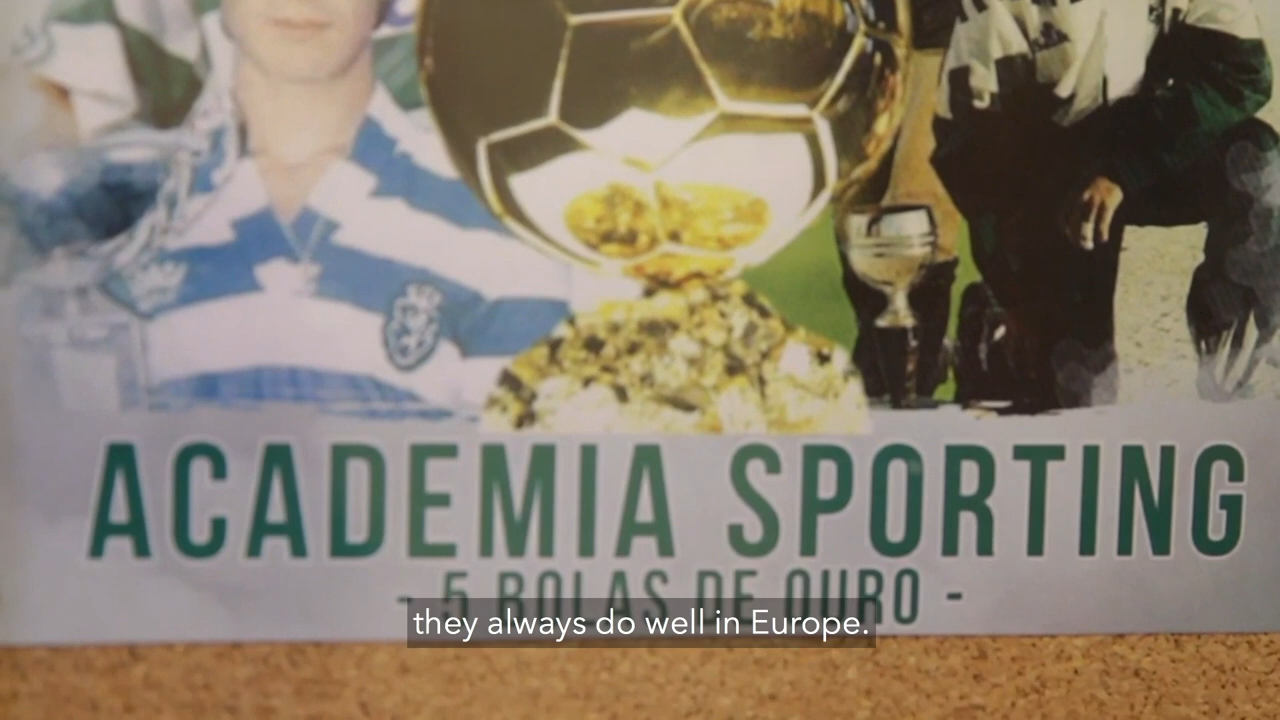 ACADEMIA SPORTING
- 5 BOLAS DE OURO -
they always do well in Europe.